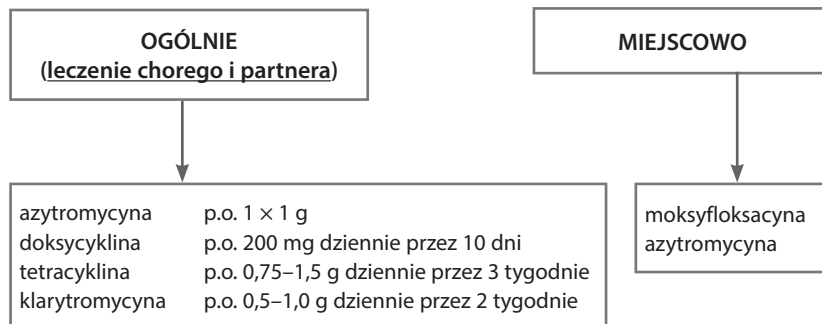 OGÓLNIE
(leczenie chorego i partnera)
MIEJSCOWO
azytromycyna p.o. 1 × 1 g
doksycyklina p.o. 200 mg dziennie przez 10 dni
tetracyklina p.o. 0,75–1,5 g dziennie przez 3 tygodnie
klarytromycyna p.o. 0,5–1,0 g dziennie przez 2 tygodnie
moksyfloksacyna
azytromycyna